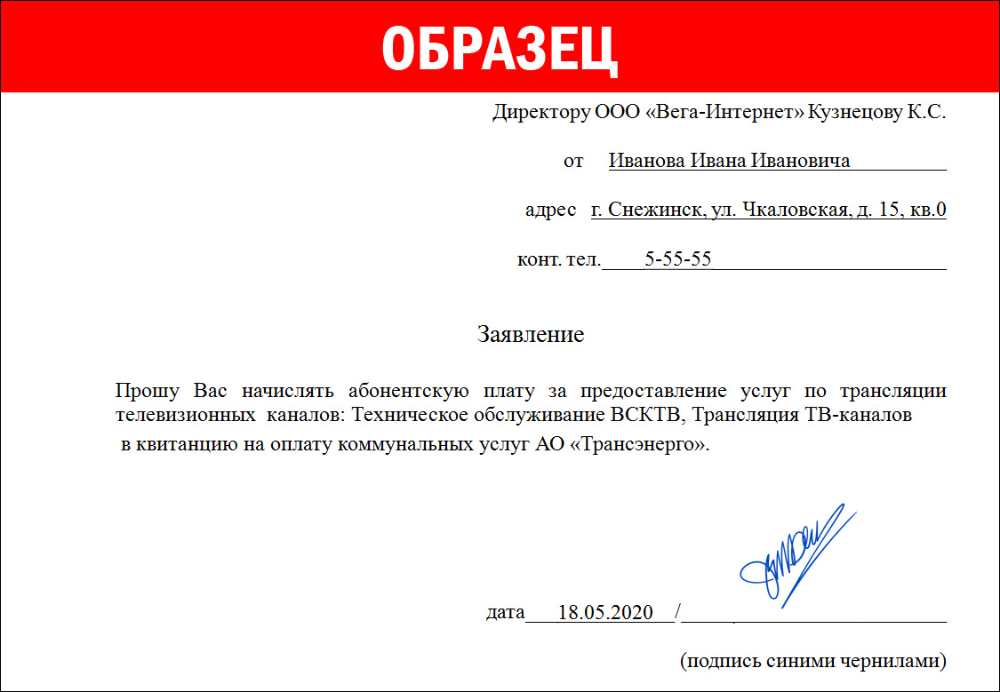 ОБРАЗЕЦ
Директору ООО «Вега-Интернет» Кузнецову К.С.
от Иванова Ивана Ивановича
адрес г. Снежинск, ул. Чкаловская, д. 15, кв.0
конт. тел. 5-55-55
Заявление
Прошу Вас начислять абонентскую плату за предоставление услуг по трансляции
телевизионных каналов: Техническое обслуживание ВСКТВ, Трансляция ТВ-каналов
в квитанцию на оплату коммунальных услуг АО «Трансэнерго».
дата 18.05.2020 /
(подпись синими чернилами)